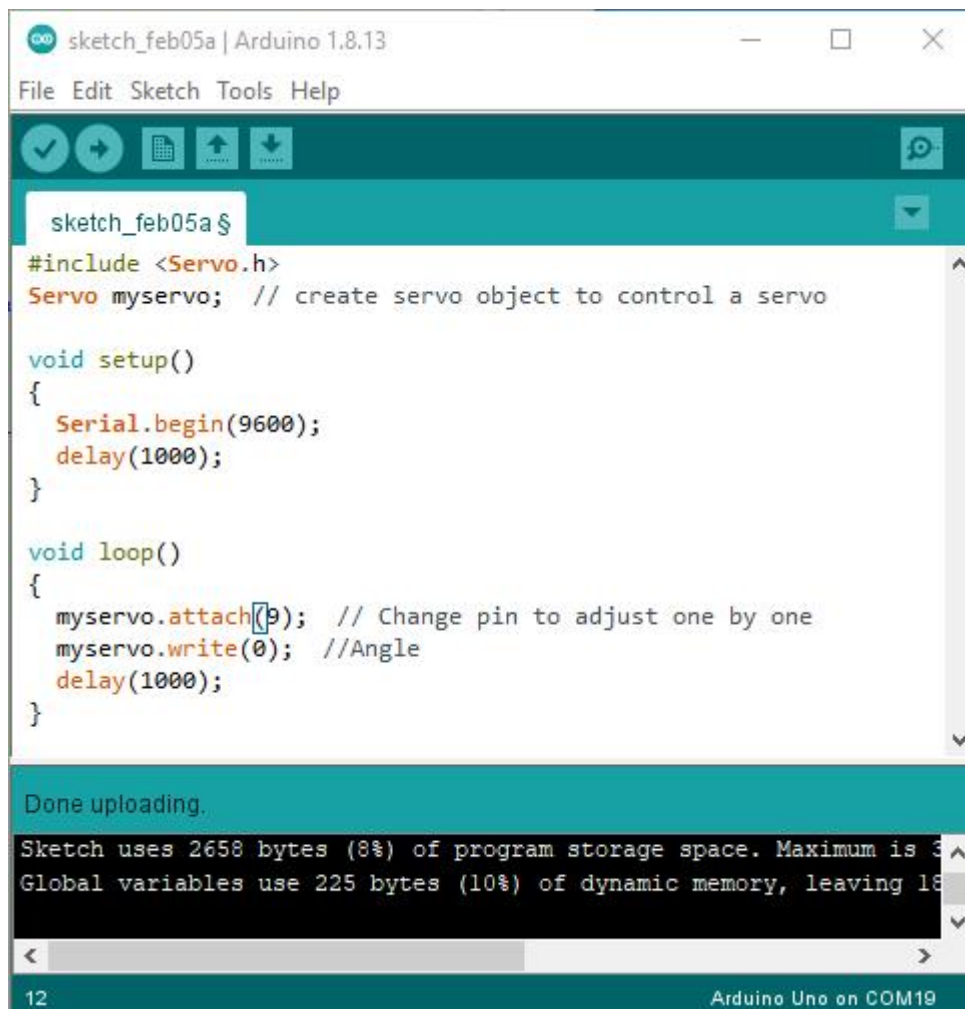 sketch_feb05a | Arduino 1.8.13
File Edit Sketch Tools Help
sketch_feb05a §
#include <Servo.h>
Servo myservo;  // create servo object to control a servo
void setup()
{
  Serial.begin(9600);
  delay(1000);
}
void loop()
{
  myservo.attach(9);  // Change pin to adjust one by one
  myservo.write(0);  //Angle
  delay(1000);
}
Done uploading.
Sketch uses 2658 bytes (8%) of program storage space. Maximum is 3
Global variables use 225 bytes (10%) of dynamic memory, leaving 18
12 Arduino Uno on COM19